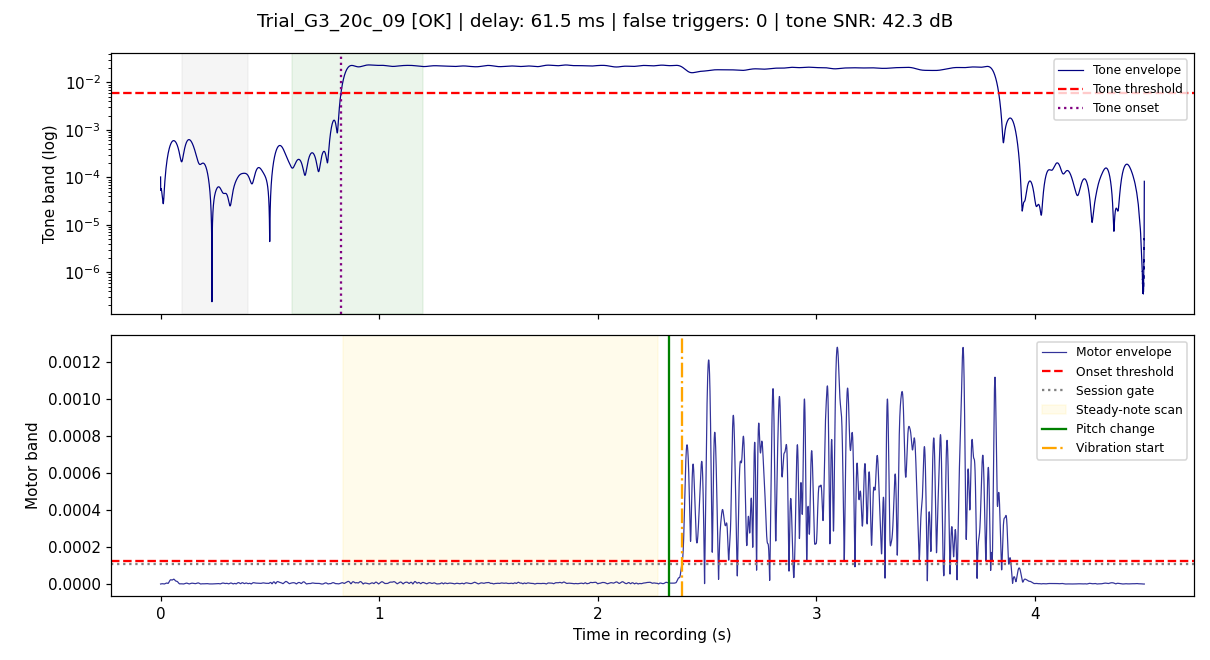 Trial_G3_20c_09 [OK] | delay: 61.5 ms | false triggers: 0 | tone SNR: 42.3 dB
Tone band (log)
10⁻²
10⁻³
10⁻⁴
10⁻⁵
10⁻⁶
Tone envelope
Tone threshold
Tone onset
Motor band
0.0012
0.0010
0.0008
0.0006
0.0004
0.0002
0.0000
Motor envelope
Onset threshold
Session gate
Steady-note scan
Pitch change
Vibration start
0 1 2 3 4
Time in recording (s)